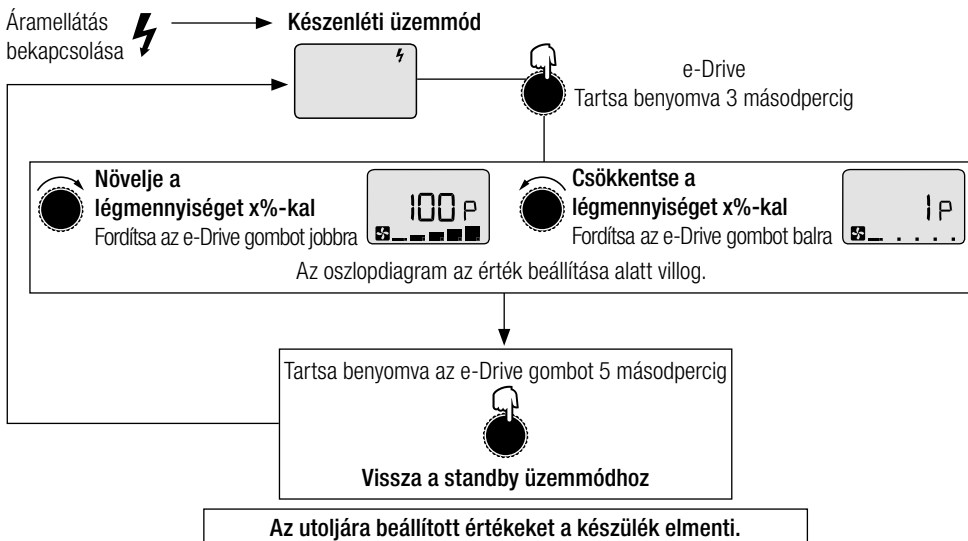 Áramellátás
bekapcsolása
Készenléti üzemmód
e-Drive
Tartsa benyomva 3 másodpercig
Növelje a
légmennyiséget x%-kal
Fordítsa az e-Drive gombot jobbra
100 P
Csökkentse a
légmennyiséget x%-kal
Fordítsa az e-Drive gombot balra
1 P
Az oszlopdiagram az érték beállítása alatt villog.
Tartsa benyomva az e-Drive gombot 5 másodpercig
Vissza a standby üzemmódhoz
Az utoljára beállított értékeket a készülék elmenti.